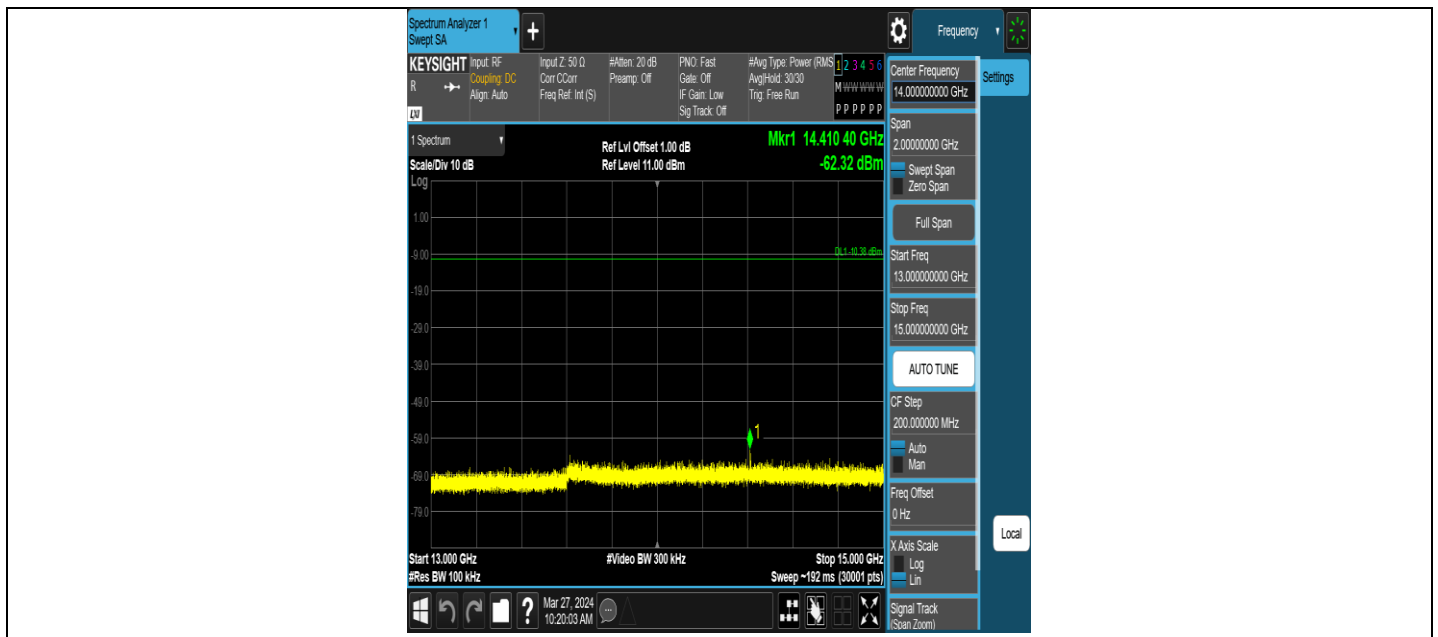 Spectrum Analyzer 1
Swept SA
+
Frequency
KEYSIGHT
R
LXI
Input: RF
Coupling: DC
Align: Auto
Input Z: 50 Ω
Corr CCorr
Freq Ref: Int (S)
#Atten: 20 dB
Preamp: Off
PNO: Fast
Gate: Off
IF Gain: Low
Sig Track: Off
#Avg Type: Power (RMS
Avg|Hold: 30/30
Trig: Free Run
1 2 3 4 5 6
M W W W W W
P P P P P P
1 Spectrum
Scale/Div 10 dB
Log
Ref Lvl Offset 1.00 dB
Ref Level 11.00 dBm
Mkr1 14.410 40 GHz
-62.32 dBm
1.00
-9.00
-19.0
-29.0
-39.0
-49.0
-59.0
-69.0
-79.0
DL1 -10.38 dBm
1
Start 13.000 GHz
#Res BW 100 kHz
#Video BW 300 kHz
Stop 15.000 GHz
Sweep ~192 ms (30001 pts)
Center Frequency
14.00000000 GHz
Settings
Span
2.00000000 GHz
Swept Span
Zero Span
Full Span
Start Freq
13.000000000 GHz
Stop Freq
15.000000000 GHz
AUTO TUNE
CF Step
200.000000 MHz
Auto
Man
Freq Offset
0 Hz
X Axis Scale
Log
Lin
Signal Track
(Span Zoom)
Local
?
Mar 27, 2024
10:20:03 AM